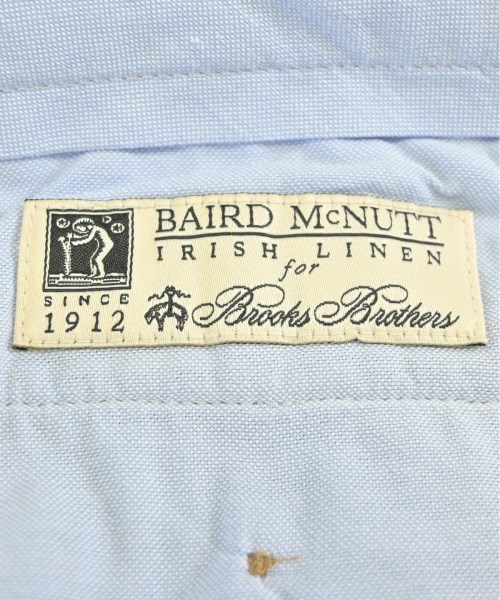 BAIRD McNUTT
IRISH LINEN
for
Brooks Brothers
SINCE
1912